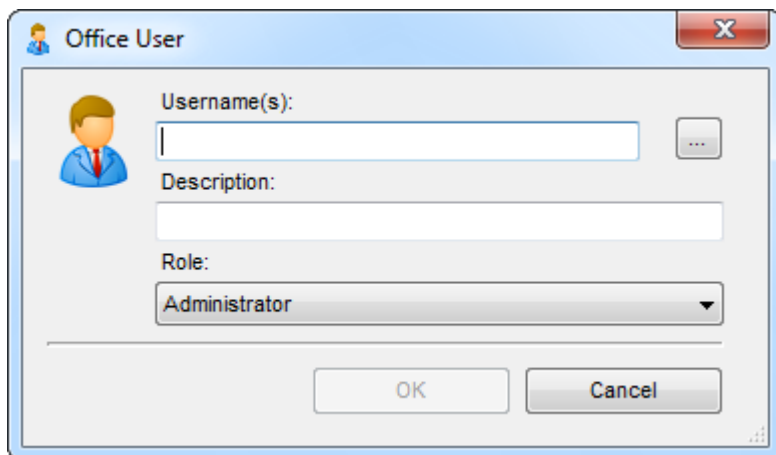 Office User
Username(s):
...
Description:
Role:
Administrator
OK
Cancel